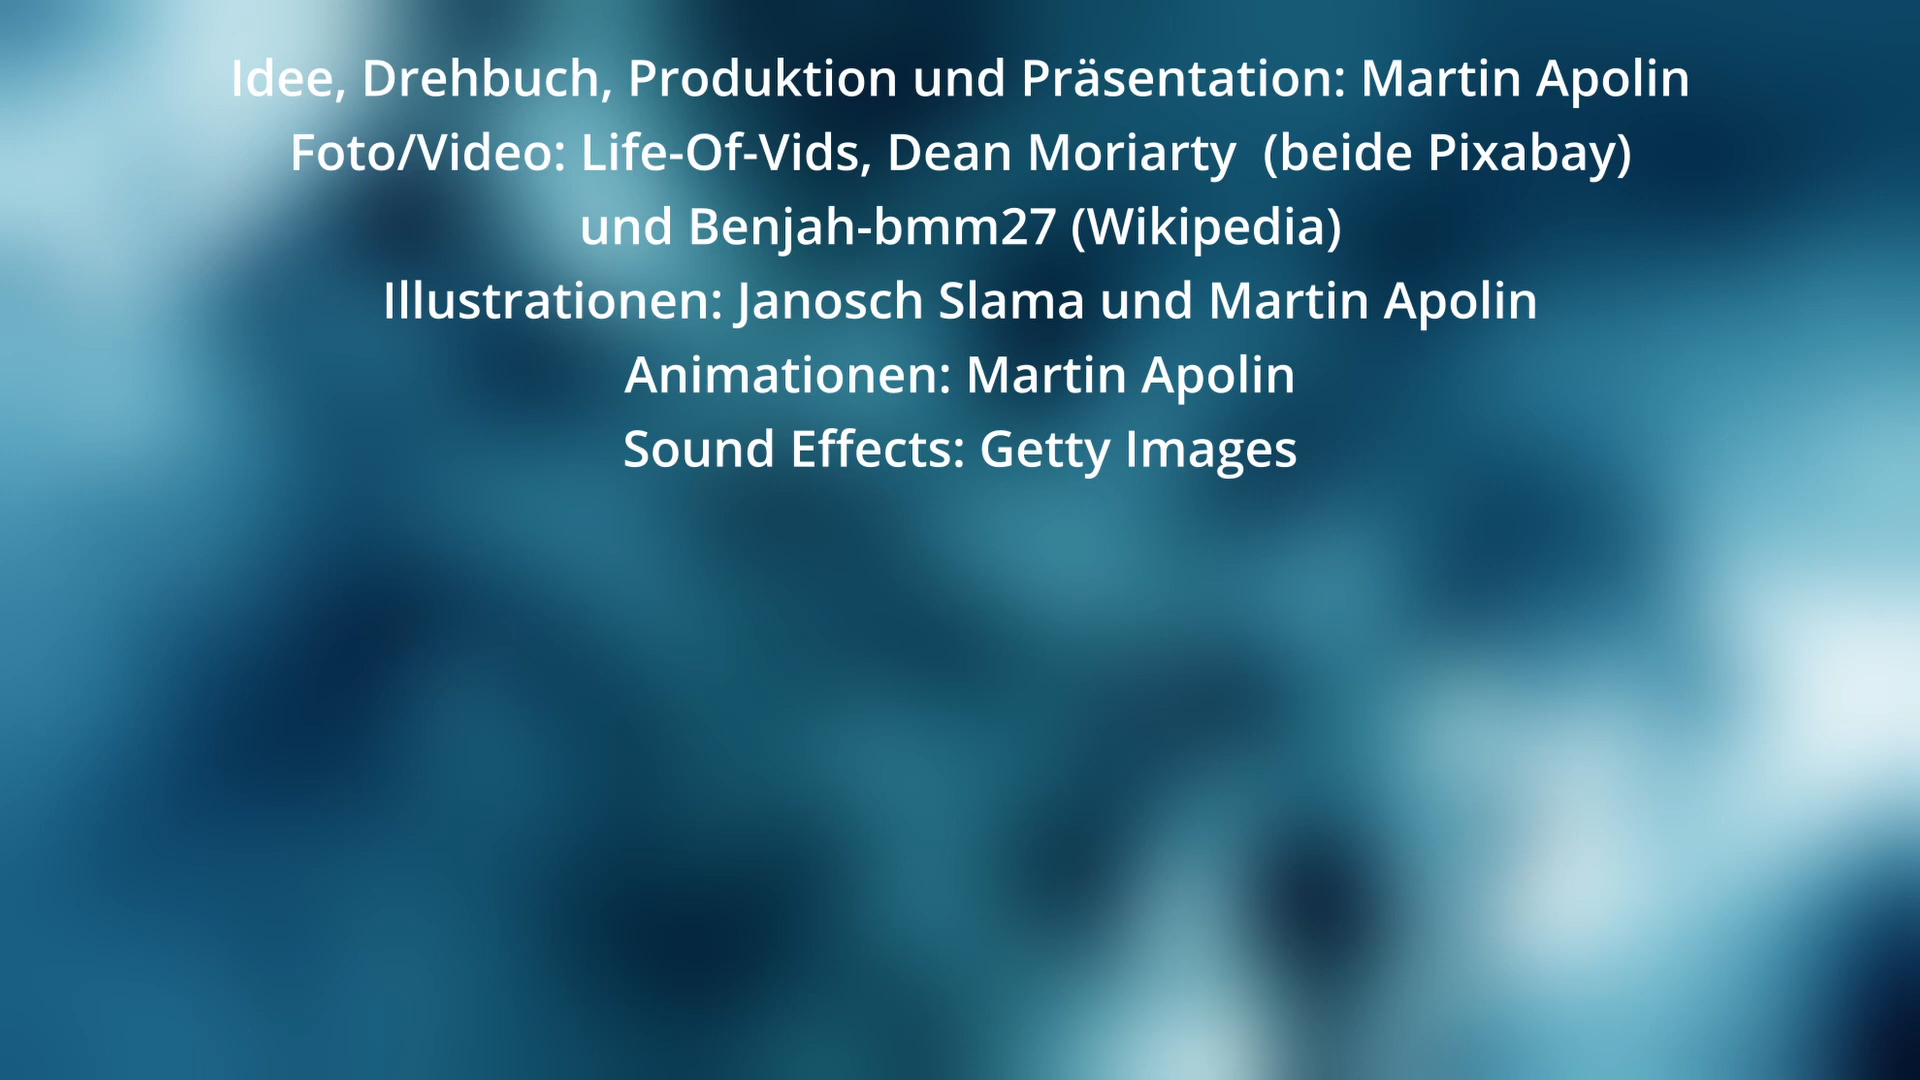 Idee, Drehbuch, Produktion und Präsentation: Martin Apolin
Foto/Video: Life-Of-Vids, Dean Moriarty  (beide Pixabay)
und Benjah-bmm27 (Wikipedia)
Illustrationen: Janosch Slama und Martin Apolin
Animationen: Martin Apolin
Sound Effects: Getty Images